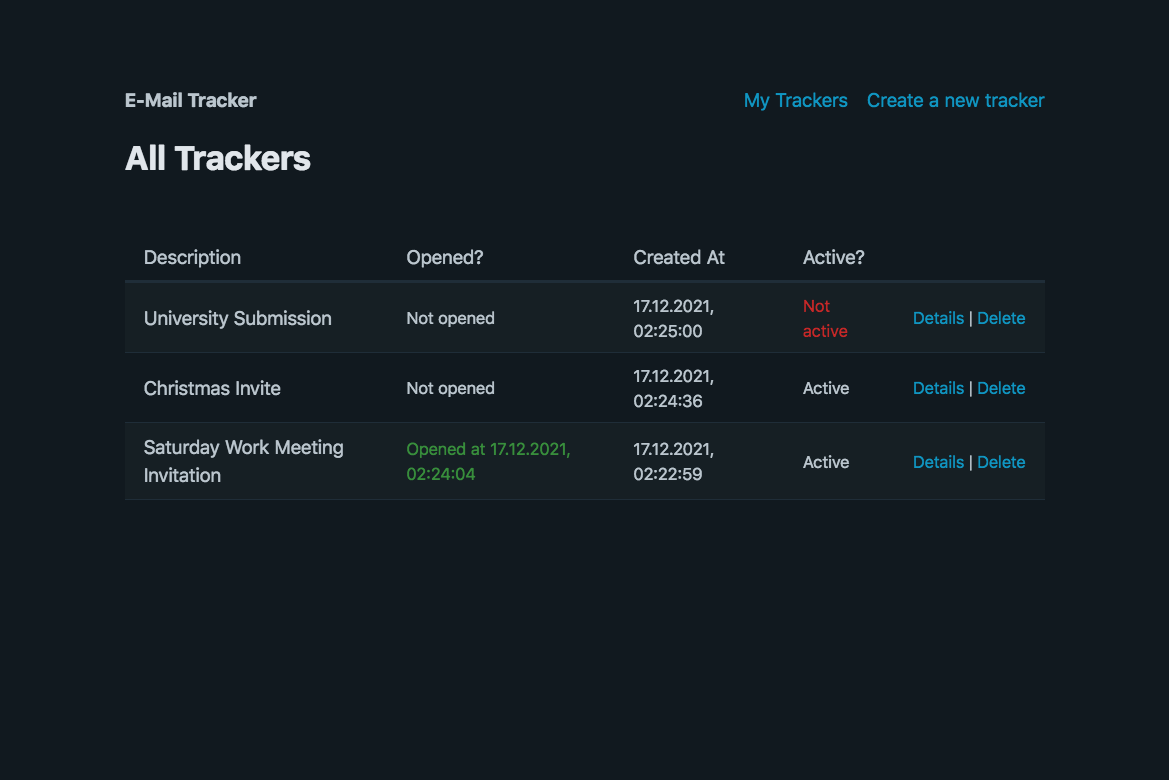 E-Mail Tracker
My Trackers Create a new tracker
All Trackers
Description Opened? Created At Active?
University Submission Not opened 17.12.2021, 02:25:00 Not active Details | Delete
Christmas Invite Not opened 17.12.2021, 02:24:36 Active Details | Delete
Saturday Work Meeting Invitation Opened at 17.12.2021, 02:24:04 17.12.2021, 02:22:59 Active Details | Delete